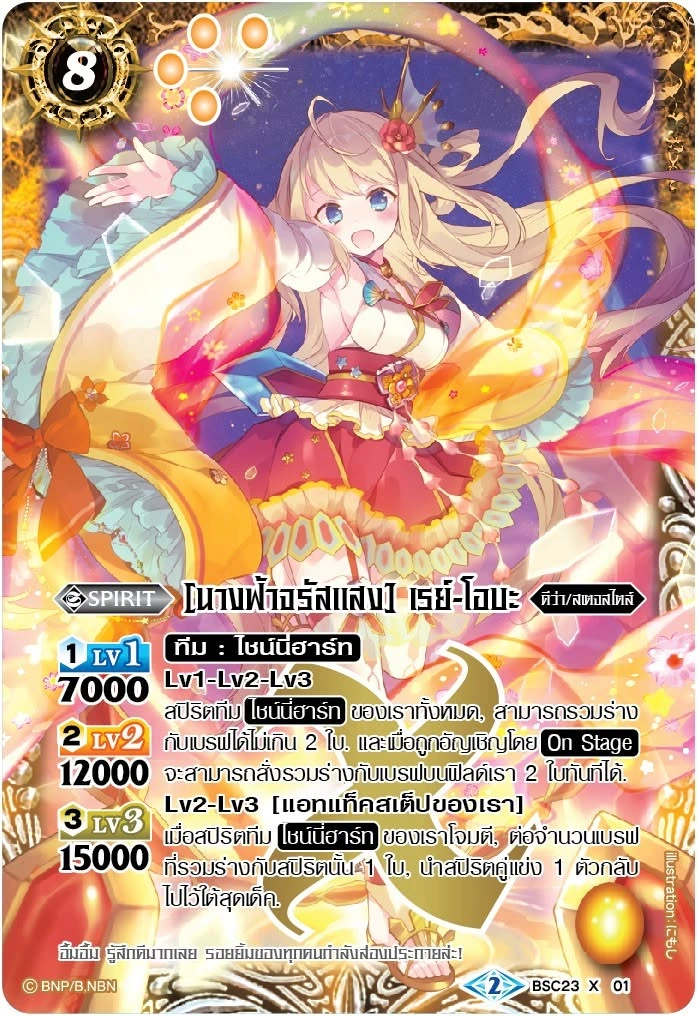 8
SPIRIT [นางฟ้าจรัสแสง] เรย์-โอบะ ดีว่า/สเตอลไตล์
1 LV1
7000
2 LV2
12000
3 LV3
15000
ทีม : ไชน์นี่ฮาร์ท
Lv1-Lv2-Lv3
สปิริตทีม ไชน์นี่ฮาร์ท ของเราทั้งหมด, สามารถรวมร่าง
กับเบรฟได้ไม่เกิน 2 ใบ. และเมื่อถูกอัญเชิญโดย On Stage
จะสามารถสั่งรวมร่างกับเบรฟบนฟิลด์เรา 2 ใบทันทีได้.
Lv2-Lv3 [แอทแท็คสเต็ปของเรา]
เมื่อสปิริตทีม ไชน์นี่ฮาร์ท ของเราโจมตี, ต่อจำนวนเบรฟ
ที่รวมร่างกับสปิริตนั้น 1 ใบ, นำสปิริตคู่แข่ง 1 ตัวกลับ
ไปไว้ใต้สุดเด็ค.
อื้มอื้ม รู้สึกดีมากเลย รอยยิ้มของทุกคนกำลังส่องประกายล่ะ!
illustration:にもし
©BNP/B,NBN
2 BSC23 X 01